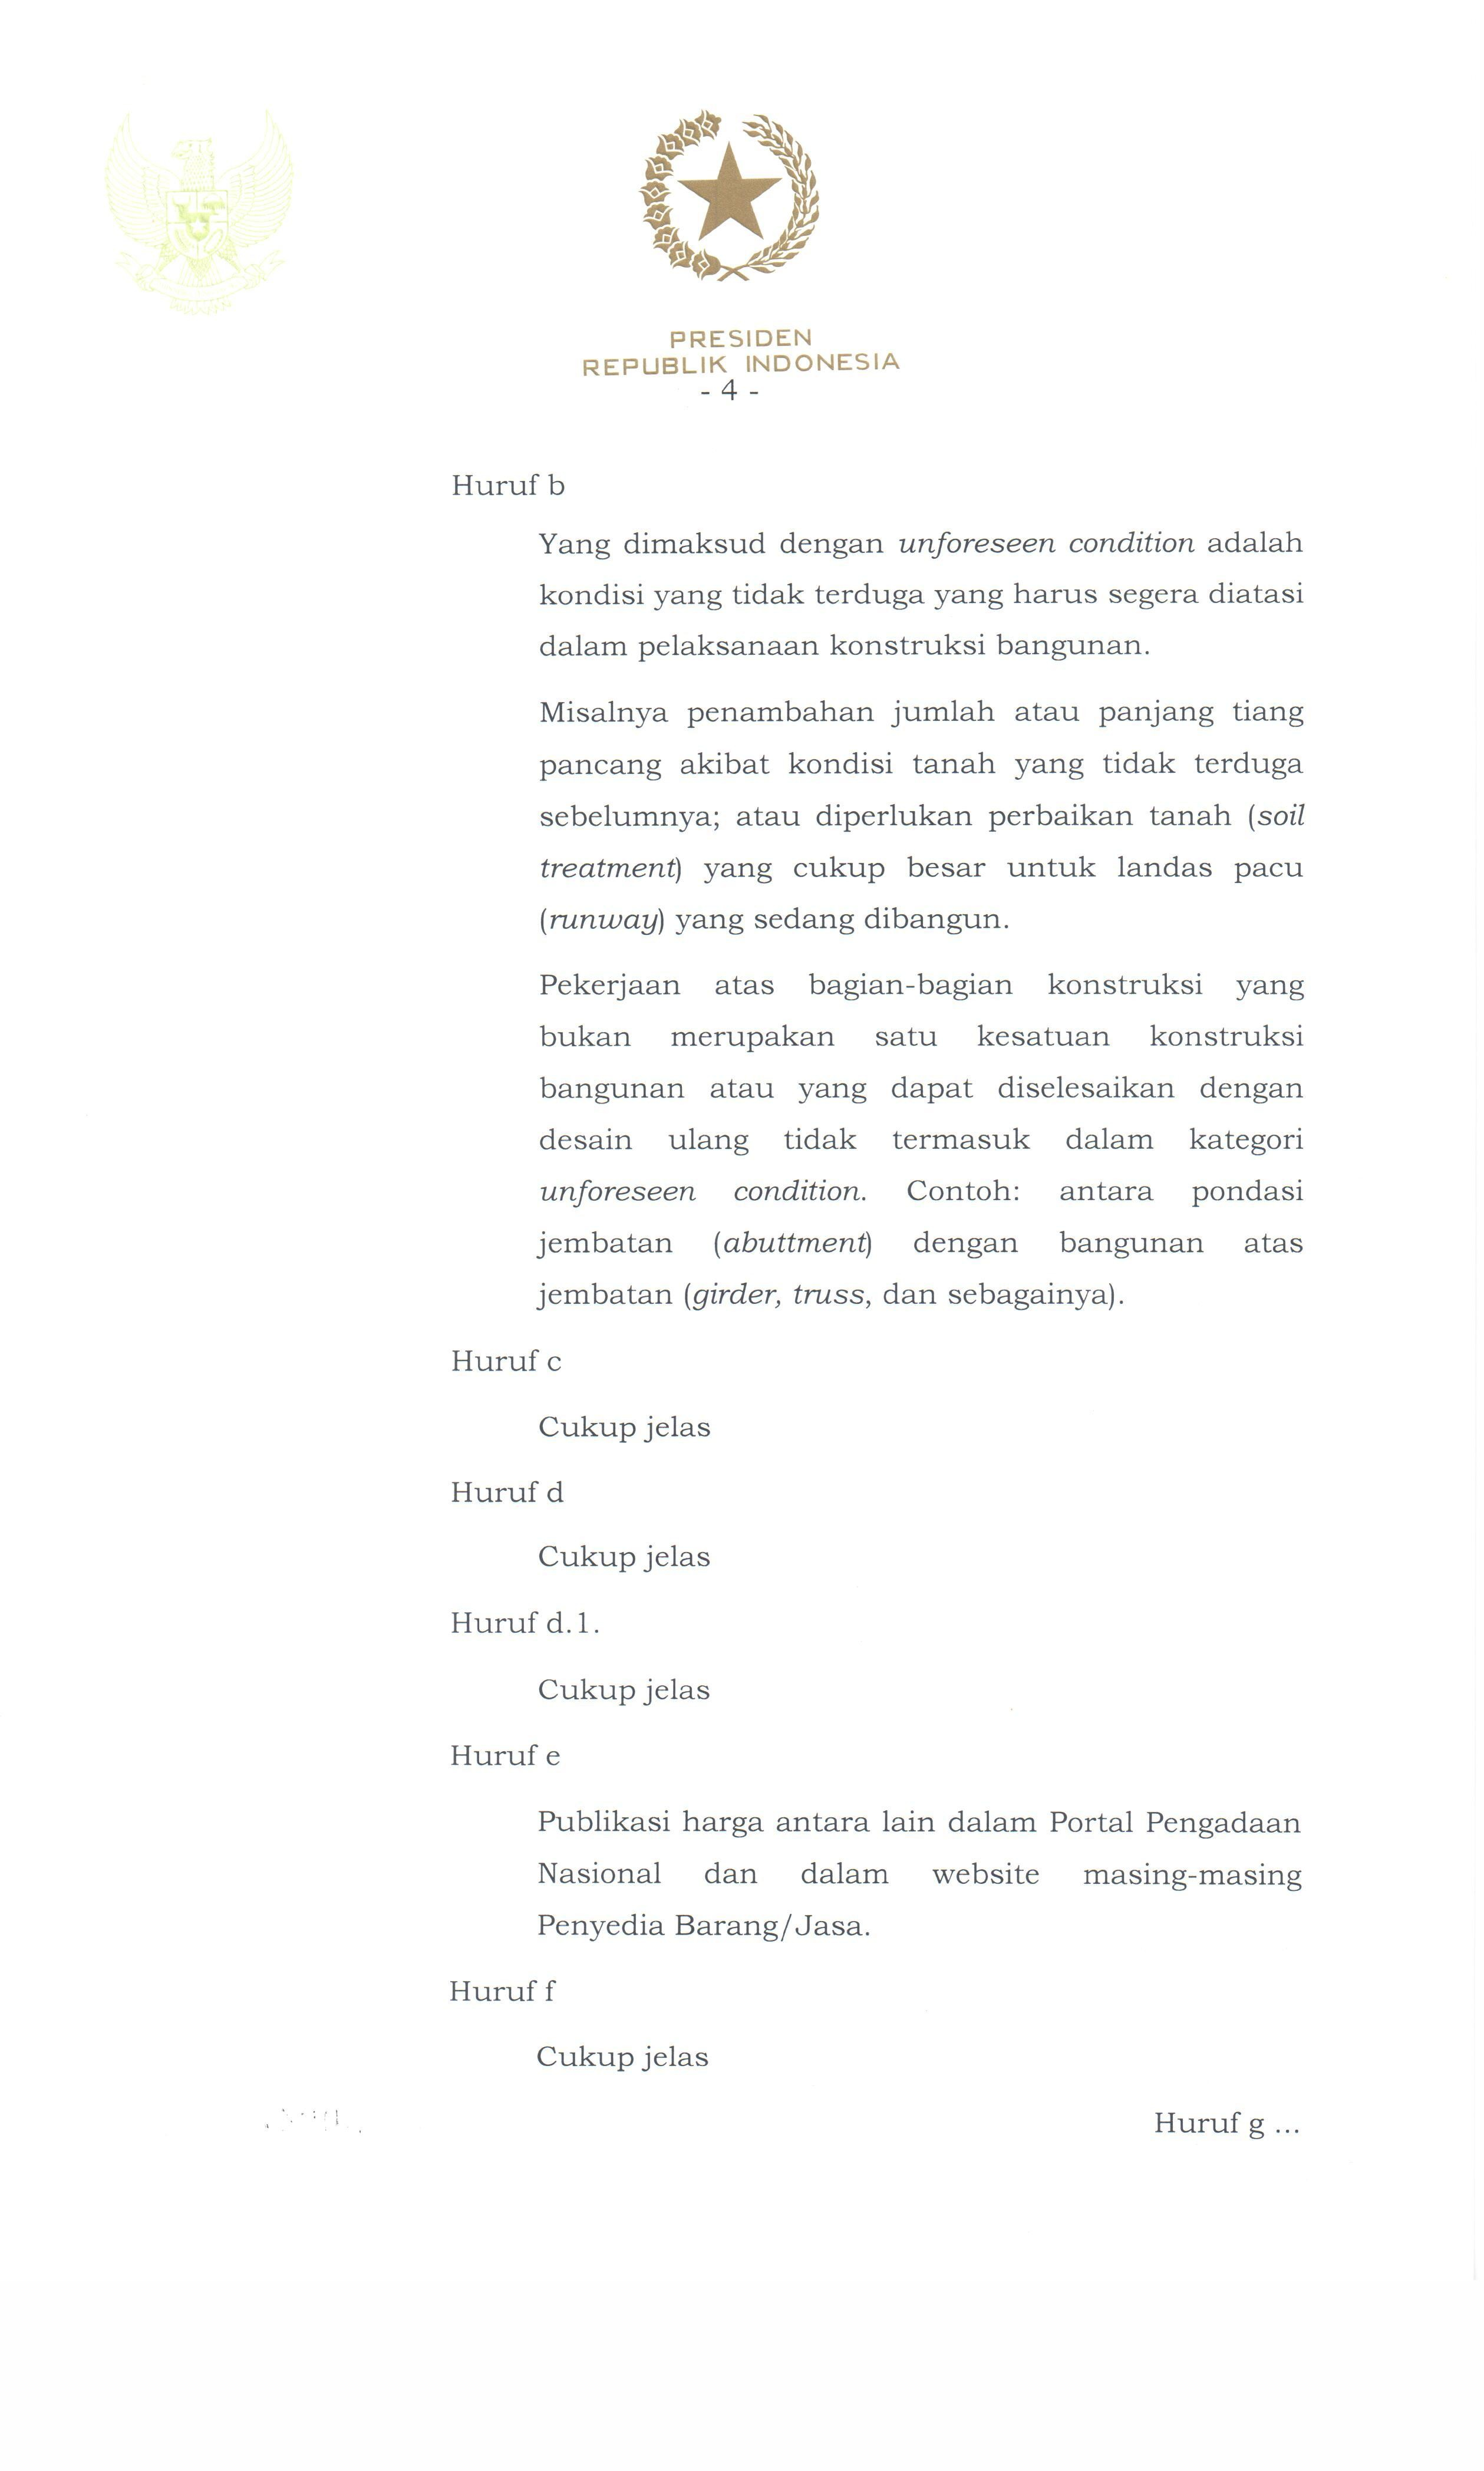 PRESIDEN
REPUBLIK INDONESIA
- 4 -
Huruf b
Yang dimaksud dengan unforeseen condition adalah
kondisi yang tidak terduga yang harus segera diatasi
dalam pelaksanaan konstruksi bangunan.
Misalnya penambahan jumlah atau panjang tiang
pancang akibat kondisi tanah yang tidak terduga
sebelumnya; atau diperlukan perbaikan tanah (soil
treatment) yang cukup besar untuk landas pacu
(runway) yang sedang dibangun.
Pekerjaan atas bagian-bagian konstruksi yang
bukan merupakan satu kesatuan konstruksi
bangunan atau yang dapat diselesaikan dengan
desain ulang tidak termasuk dalam kategori
unforeseen condition. Contoh: antara pondasi
jembatan (abuttment) dengan bangunan atas
jembatan (girder, truss, dan sebagainya).
Huruf c
Cukup jelas
Huruf d
Cukup jelas
Huruf d.1.
Cukup jelas
Huruf e
Publikasi harga antara lain dalam Portal Pengadaan
Nasional dan dalam website masing-masing
Penyedia Barang/Jasa.
Huruf f
Cukup jelas
Huruf g ...